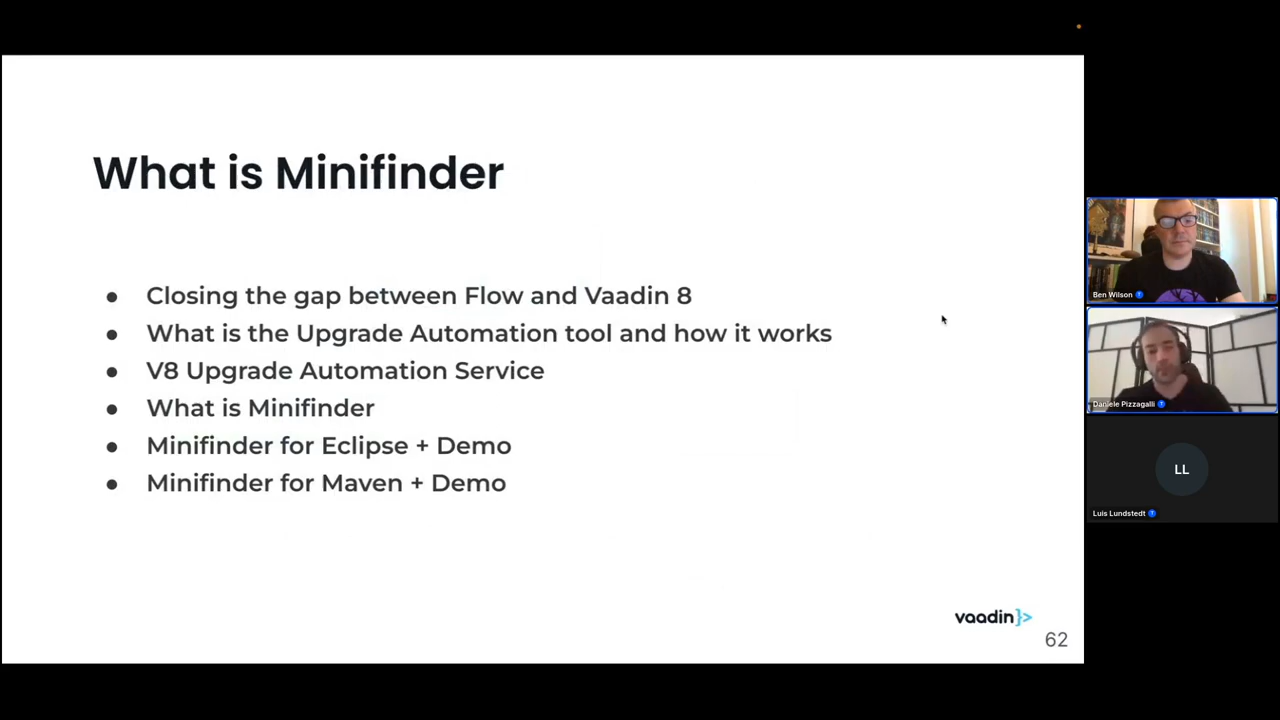 What is Minifinder
● Closing the gap between Flow and Vaadin 8
● What is the Upgrade Automation tool and how it works
● V8 Upgrade Automation Service
● What is Minifinder
● Minifinder for Eclipse + Demo
● Minifinder for Maven + Demo
vaadin}>
62
Ben Wilson
Daniele Pizzagalli
LL
Luis Lundstedt